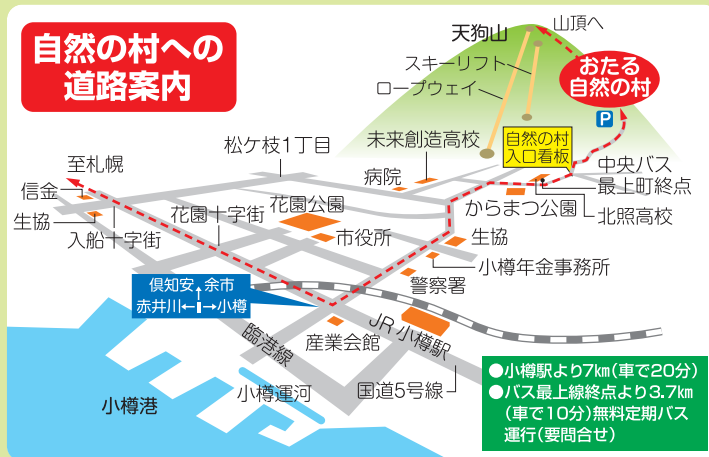 自然の村への
道路案内
山頂へ
天狗山
スキーリフト
ロープウェイ
おたる
自然の村
P
松ケ枝1丁目
未来創造高校
自然の村
入口看板
中央バス
最上町終点
至札幌
病院
信金
花園公園
からまつ公園
北照高校
生協
入船十字街
花園十字街
市役所
生協
小樽年金事務所
警察署
倶知安 余市
赤井川←→小樽
臨港線
産業会館
JR小樽駅
小樽運河
国道5号線
小樽港
●小樽駅より7㎞(車で20分)
●バス最上線終点より3.7㎞
(車で10分)無料定期バス
運行(要問合せ)